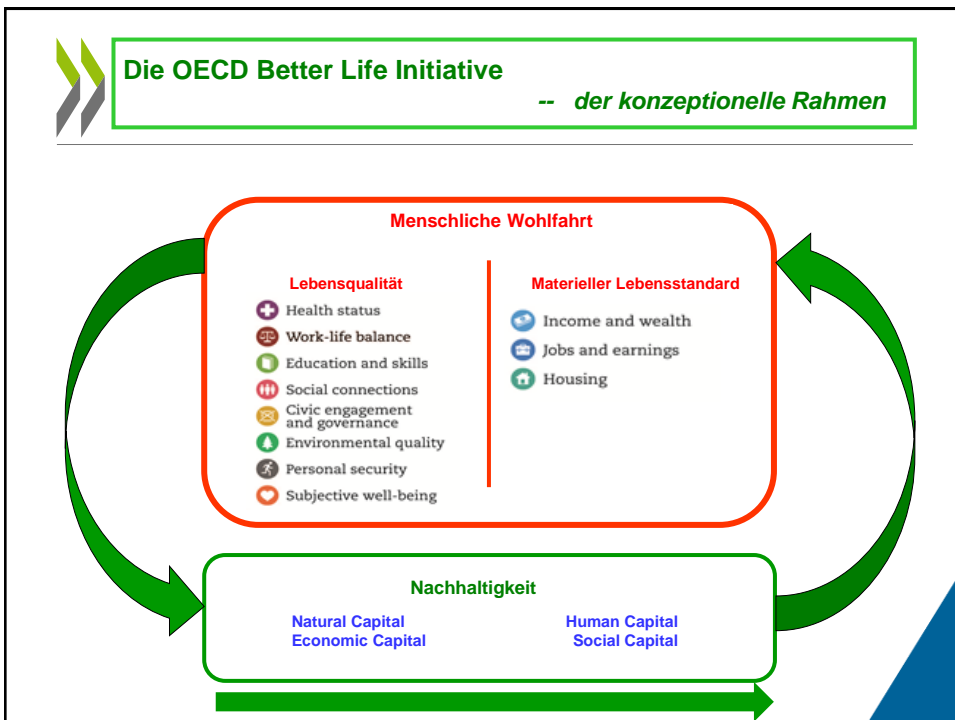 Die OECD Better Life Initiative
-- der konzeptionelle Rahmen
Menschliche Wohlfahrt
Lebensqualität
Health status
Work-life balance
Education and skills
Social connections
Civic engagement
and governance
Environmental quality
Personal security
Subjective well-being
Materieller Lebensstandard
Income and wealth
Jobs and earnings
Housing
Nachhaltigkeit
Natural Capital
Economic Capital
Human Capital
Social Capital